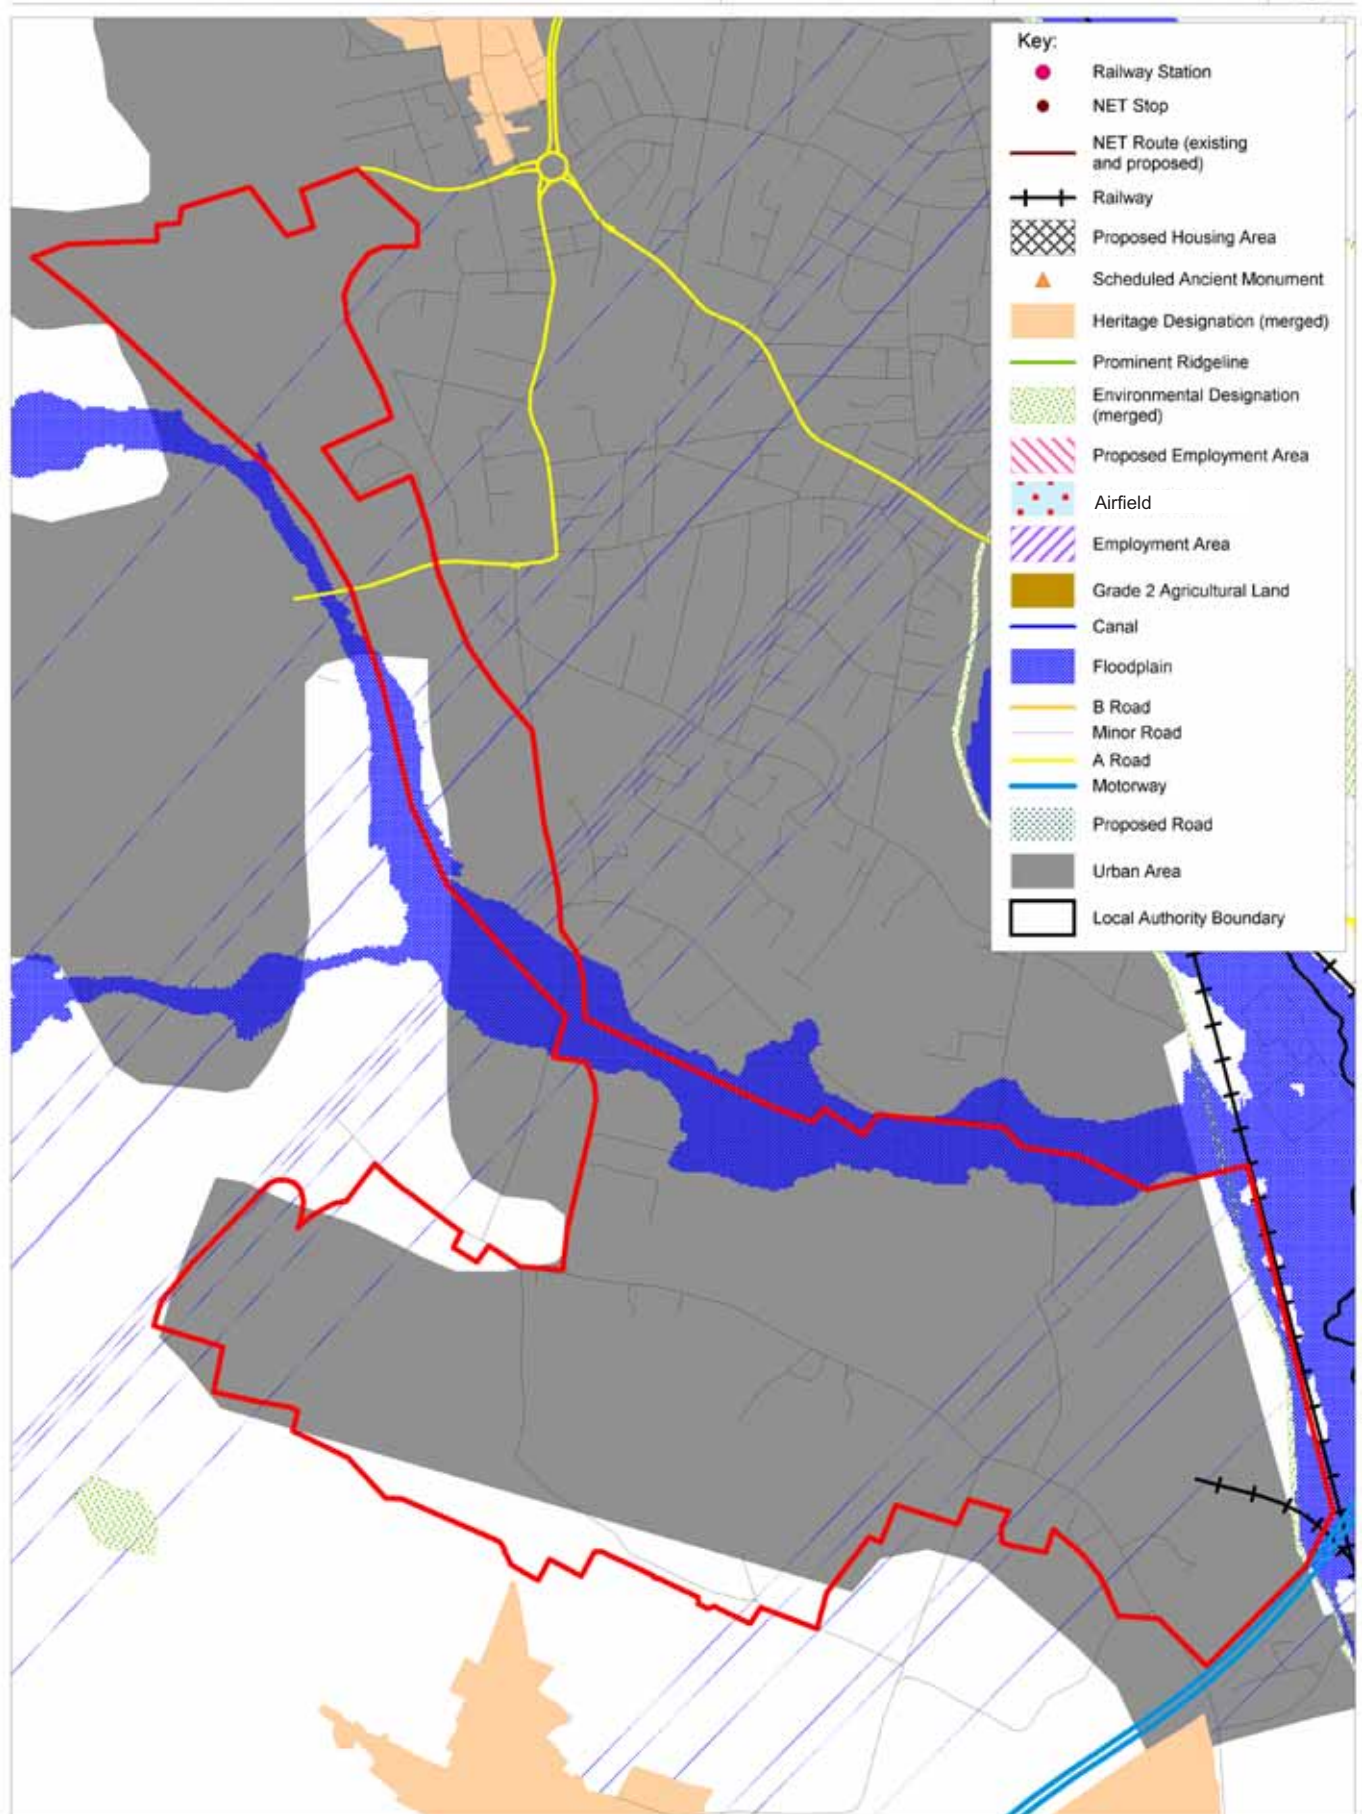 Key:
Railway Station
NET Stop
NET Route (existing
and proposed)
Railway
Proposed Housing Area
Scheduled Ancient Monument
Heritage Designation (merged)
Prominent Ridgeline
Environmental Designation
(merged)
Proposed Employment Area
Airfield
Employment Area
Grade 2 Agricultural Land
Canal
Floodplain
B Road
Minor Road
A Road
Motorway
Proposed Road
Urban Area
Local Authority Boundary